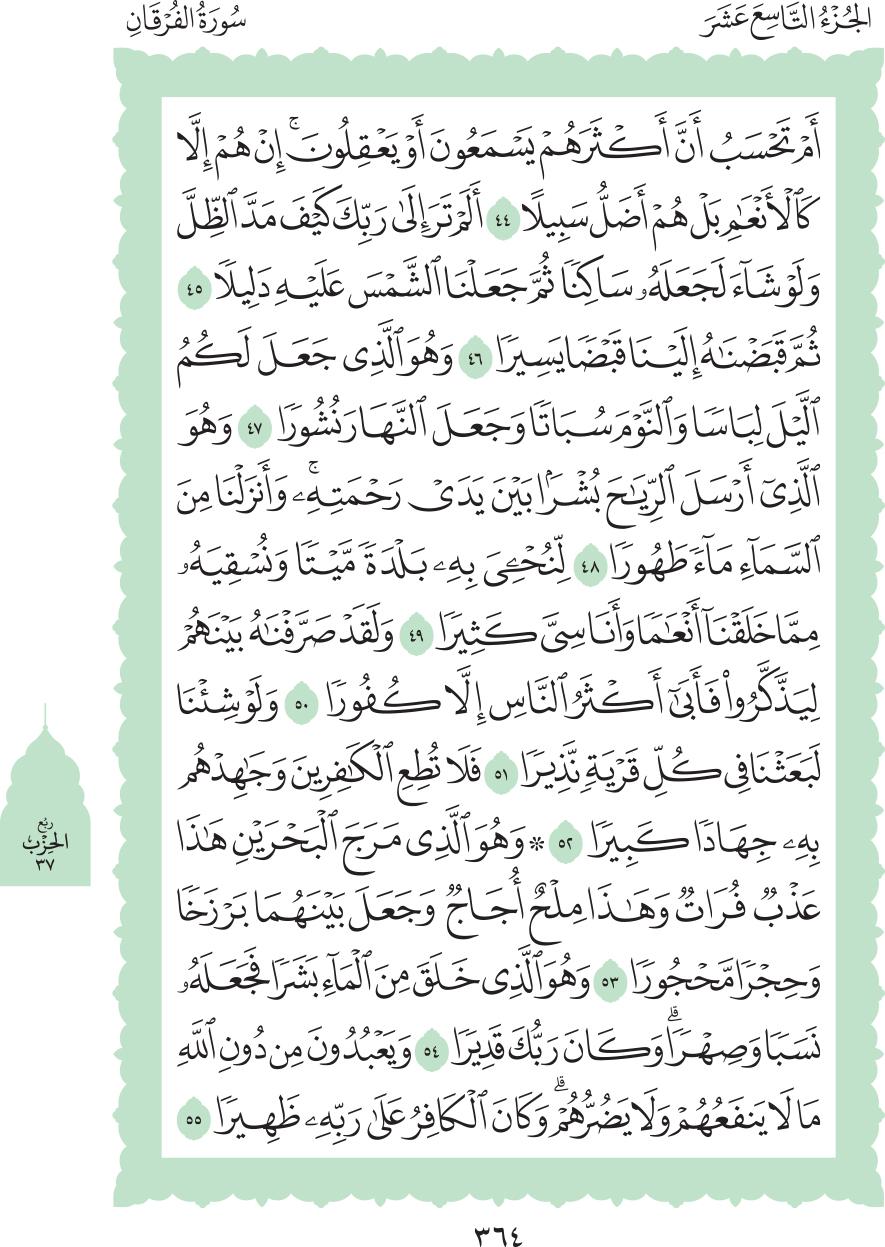 الجُزْءُ التَّاسِعَ عَشَرَ
سُورَةُ الفُرْقَانِ
أَمْ تَحْسَبُ أَنَّ أَكْثَرَهُمْ يَسْمَعُونَ أَوْ يَعْقِلُونَۚ إِنْ هُمْ إِلَّا
كَٱلْأَنْعَٰمِ بَلْ هُمْ أَضَلُّ سَبِيلًا ٤٤ أَلَمْ تَرَ إِلَىٰ رَبِّكَ كَيْفَ مَدَّ ٱلظِّلَّ
وَلَوْ شَآءَ لَجَعَلَهُۥ سَاكِنًا ثُمَّ جَعَلْنَا ٱلشَّمْسَ عَلَيْهِ دَلِيلًا ٤٥
ثُمَّ قَبَضْنَٰهُ إِلَيْنَا قَبْضًا يَسِيرًا ٤٦ وَهُوَ ٱلَّذِى جَعَلَ لَكُمُ
ٱلَّيْلَ لِبَاسًا وَٱلنَّوْمَ سُبَاتًا وَجَعَلَ ٱلنَّهَارَ نُشُورًا ٤٧ وَهُوَ
ٱلَّذِىٓ أَرْسَلَ ٱلرِّيَٰحَ بُشْرًۢا بَيْنَ يَدَىْ رَحْمَتِهِۦۚ وَأَنزَلْنَا مِنَ
ٱلسَّمَآءِ مَآءً طَهُورًا ٤٨ لِّنُحْـِۧىَ بِهِۦ بَلْدَةً مَّيْتًا وَنُسْقِيَهُۥ
مِمَّا خَلَقْنَآ أَنْعَٰمًا وَأَنَاسِىَّ كَثِيرًا ٤٩ وَلَقَدْ صَرَّفْنَٰهُ بَيْنَهُمْ
لِيَذَّكَّرُوا۟ فَأَبَىٰٓ أَكْثَرُ ٱلنَّاسِ إِلَّا كُفُورًا ٥٠ وَلَوْ شِئْنَا
لَبَعَثْنَا فِى كُلِّ قَرْيَةٍ نَّذِيرًا ٥١ فَلَا تُطِعِ ٱلْكَٰفِرِينَ وَجَٰهِدْهُم
بِهِۦ جِهَادًا كَبِيرًا ٥٢ * وَهُوَ ٱلَّذِى مَرَجَ ٱلْبَحْرَيْنِ هَٰذَا
عَذْبٌ فُرَاتٌ وَهَٰذَا مِلْحٌ أُجَاجٌ وَجَعَلَ بَيْنَهُمَا بَرْزَخًا
وَحِجْرًا مَّحْجُورًا ٥٣ وَهُوَ ٱلَّذِى خَلَقَ مِنَ ٱلْمَآءِ بَشَرًا فَجَعَلَهُۥ
نَسَبًا وَصِهْرًاۗ وَكَانَ رَبُّكَ قَدِيرًا ٥٤ وَيَعْبُدُونَ مِن دُونِ ٱللَّهِ
مَا لَا يَنفَعُهُمْ وَلَا يَضُرُّهُمْۗ وَكَانَ ٱلْكَافِرُ عَلَىٰ رَبِّهِۦ ظَهِيرًا ٥٥
رُبْع
الحِزْب
٣٧
٣٦٤